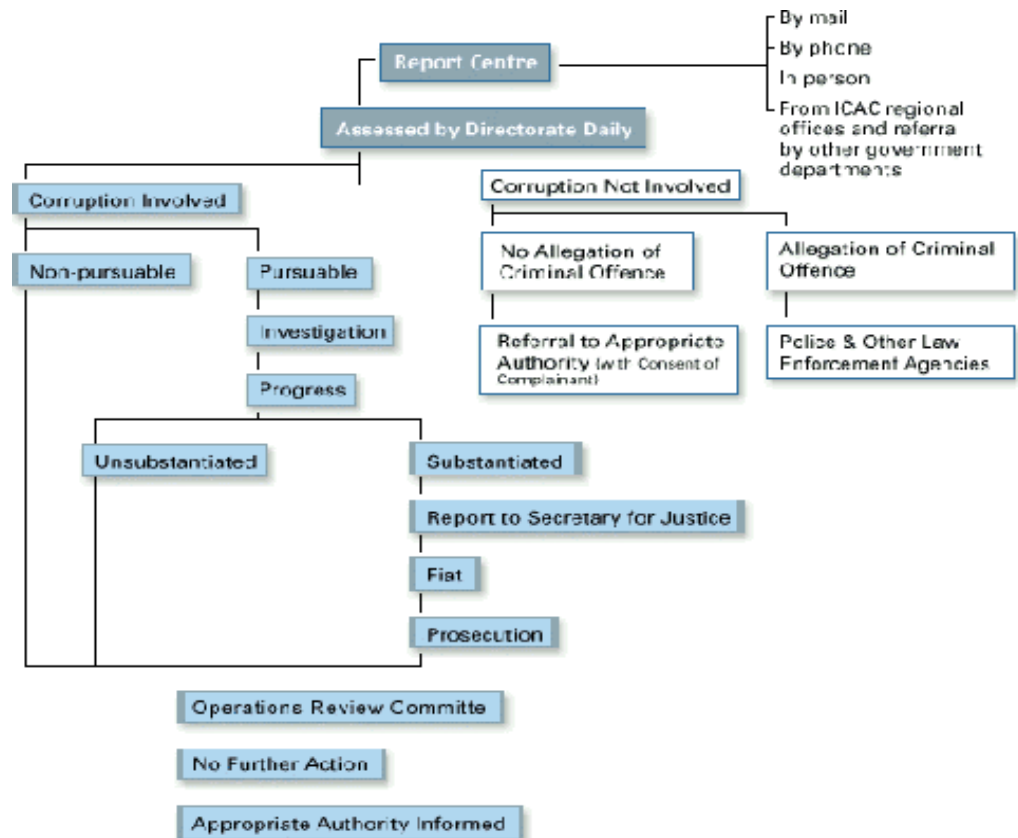 Report Centre
By mail
By phone
In person
From ICAC regional
offices and referra
by other government
departments
Assessed by Directorate Daily
Corruption Involved
Corruption Not Involved
Non-pursuable
Pursuable
No Allegation of
Criminal Offence
Allegation of Criminal
Offence
Investigation
Referral to Appropriate
Authority (with Consent of
Complainant)
Police & Other Law
Enforcement Agencies
Progress
Unsubstantiated
Substantiated
Report to Secretary for Justice
Fiat
Prosecution
Operations Review Committe
No Further Action
Appropriate Authority Informed